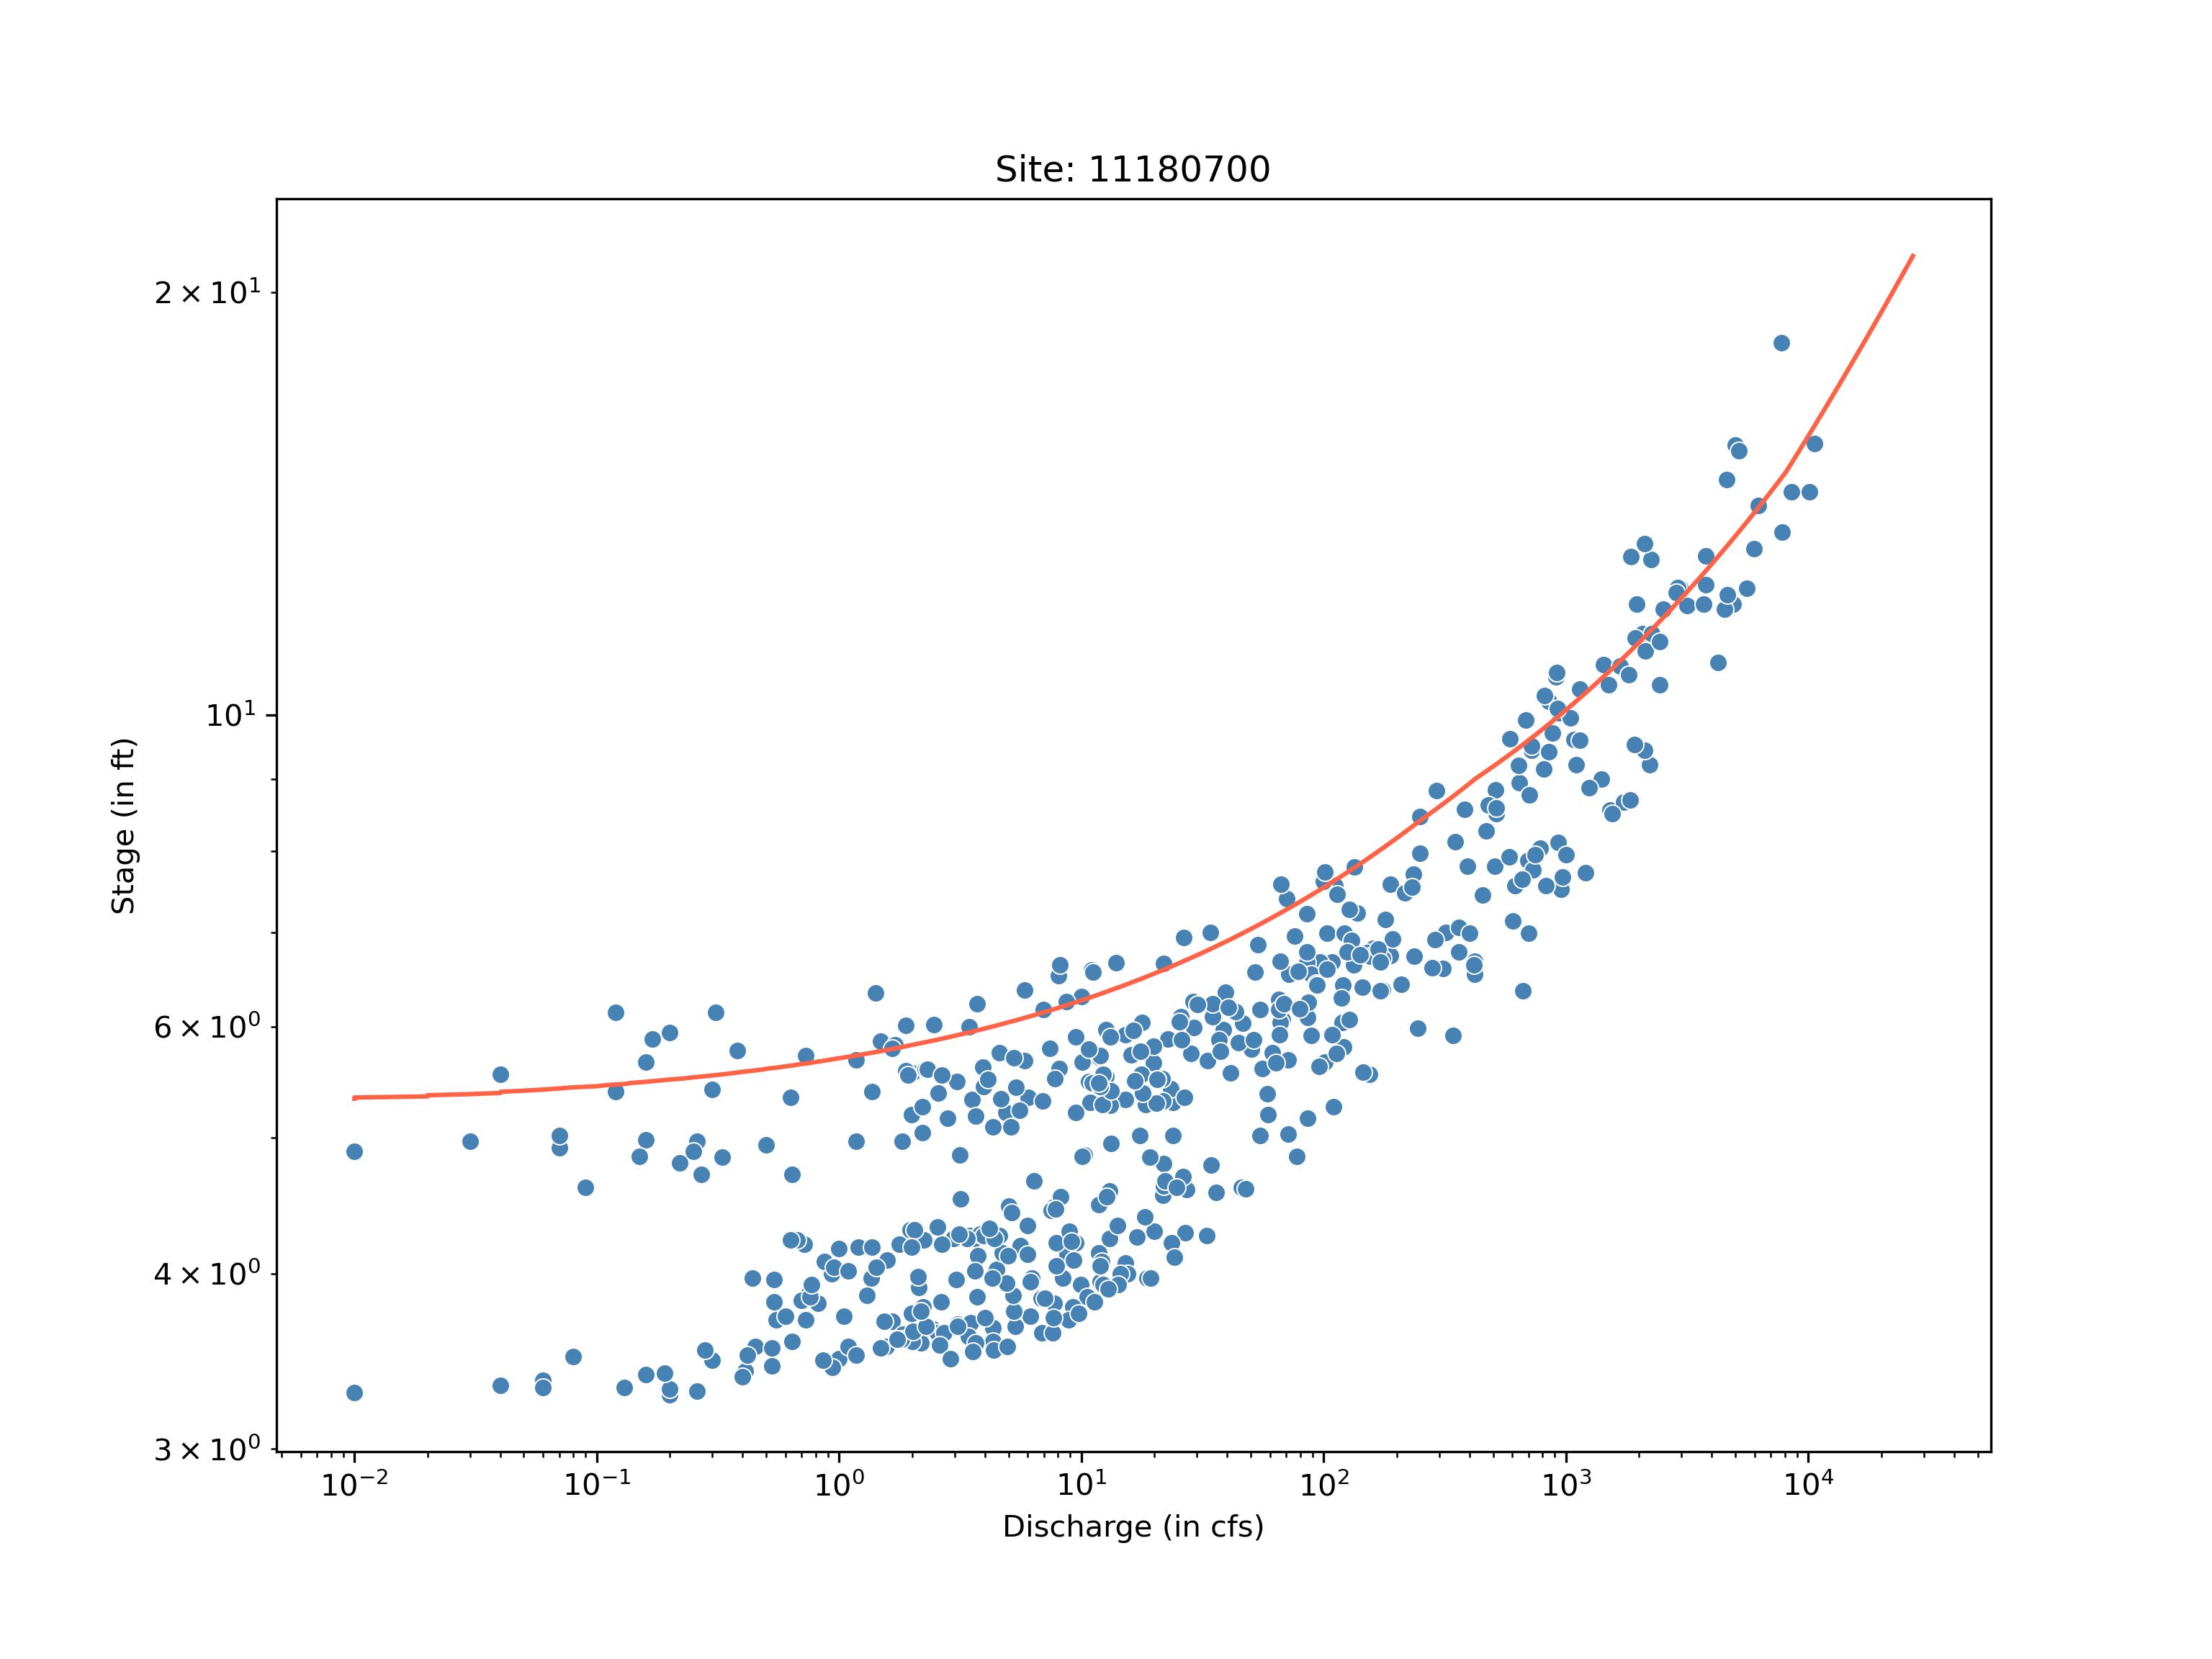 Site: 11180700
2 × 10¹
10¹
6 × 10⁰
4 × 10⁰
3 × 10⁰
Stage (in ft)
10⁻² 10⁻¹ 10⁰ 10¹ 10² 10³ 10⁴
Discharge (in cfs)